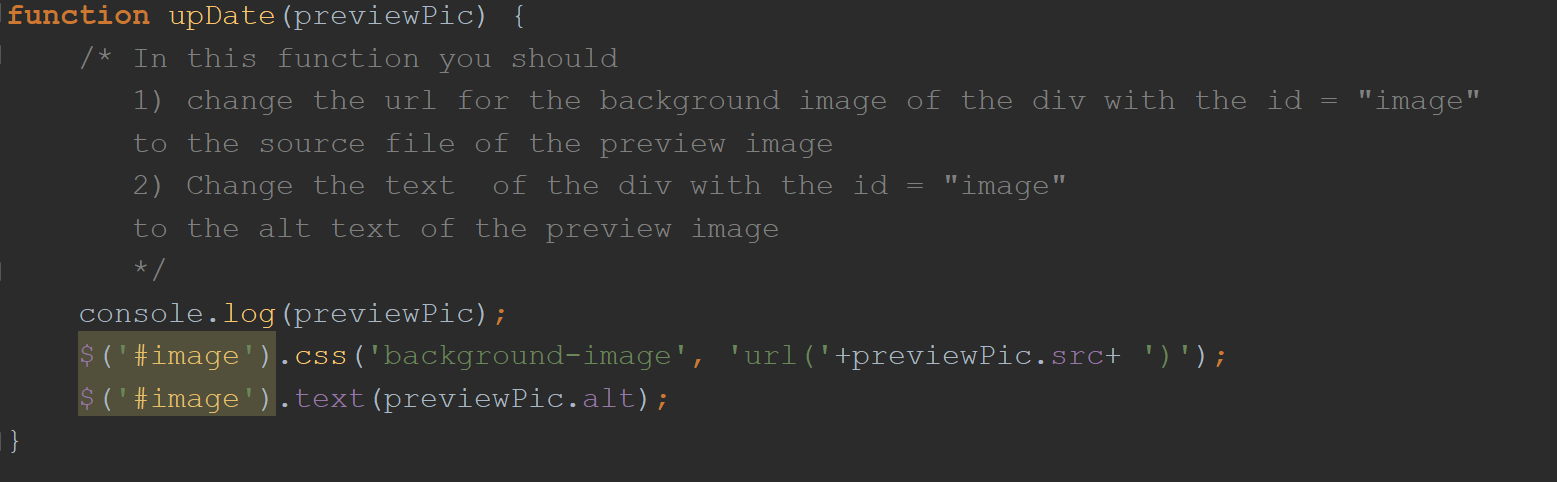 function upDate(previewPic) {
/* In this function you should
1) change the url for the background image of the div with the id = "image"
to the source file of the preview image
2) Change the text  of the div with the id = "image"
to the alt text of the preview image
*/
console.log(previewPic);
$('#image').css('background-image', 'url('+previewPic.src+ ')');
$('#image').text(previewPic.alt);
}